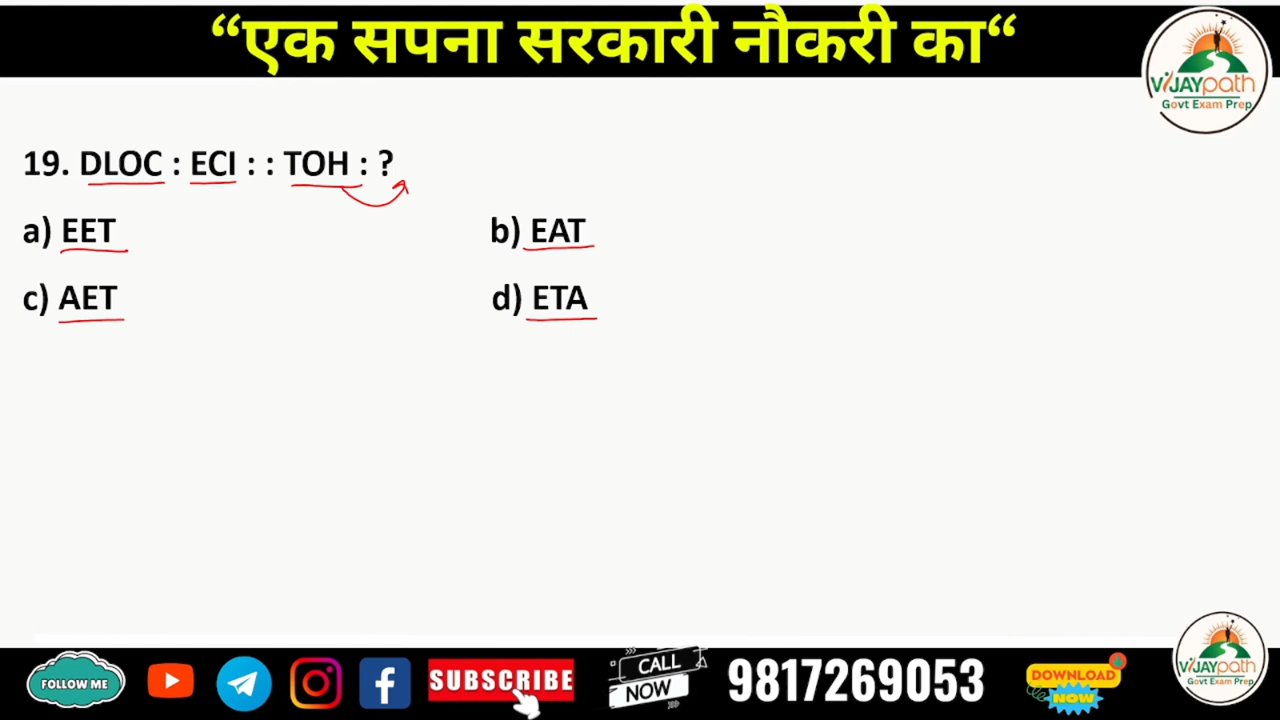 “एक सपना सरकारी नौकरी का“
ViJAYpath
Govt Exam Prep
19. DLOC : ECI : : TOH : ?
a) EET
b) EAT
c) AET
d) ETA
ViJAYpath
Govt Exam Prep
FOLLOW ME
SUBSCRIBE
CALL
NOW
9817269053
DOWNLOAD
NOW